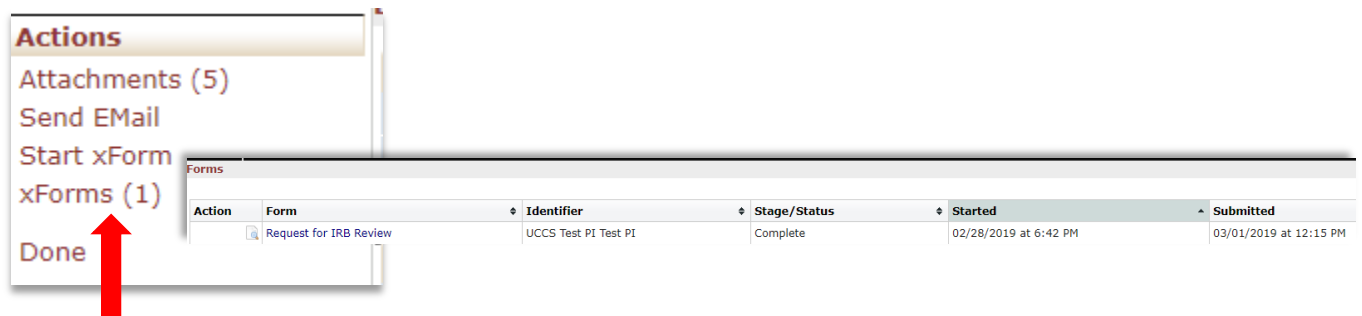 Actions
Attachments (5)
Send EMail
Start xForm
xForms (1)
Done
Forms
Action Form Identifier Stage/Status Started Submitted
Request for IRB Review UCCS Test PI Test PI Complete 02/28/2019 at 6:42 PM 03/01/2019 at 12:15 PM